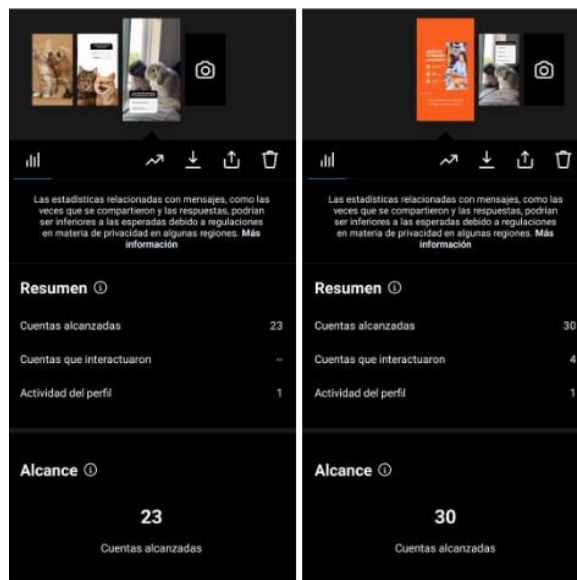 Las estadísticas relacionadas con mensajes, como las
veces que se compartieron y las respuestas, podrían
ser inferiores a las esperadas debido a regulaciones
en materia de privacidad en algunas regiones. Más
información
Resumen
Cuentas alcanzadas 23
Cuentas que interactuaron --
Actividad del perfil 1
Alcance
23
Cuentas alcanzadas
Las estadísticas relacionadas con mensajes, como las
veces que se compartieron y las respuestas, podrían
ser inferiores a las esperadas debido a regulaciones
en materia de privacidad en algunas regiones. Más
información
Resumen
Cuentas alcanzadas 30
Cuentas que interactuaron 4
Actividad del perfil 1
Alcance
30
Cuentas alcanzadas